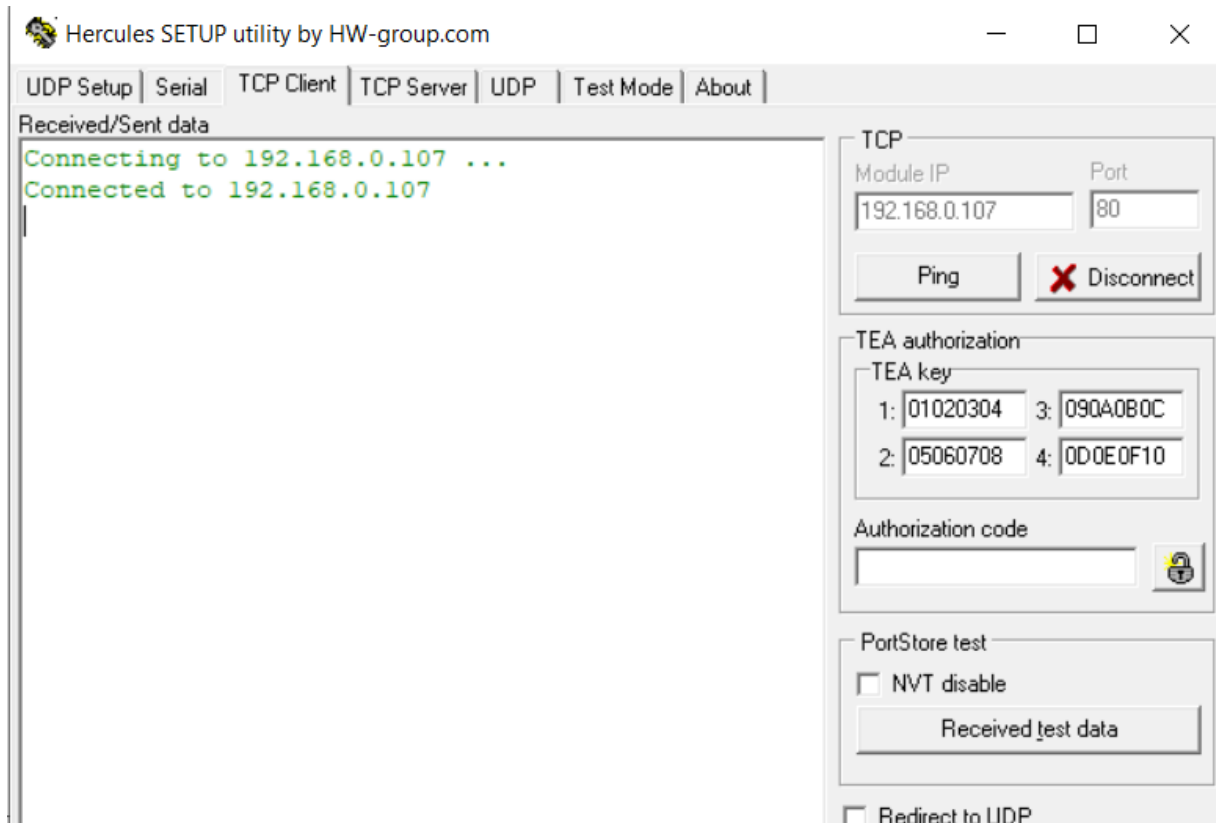 Hercules SETUP utility by HW-group.com
UDP Setup Serial TCP Client TCP Server UDP Test Mode About
Received/Sent data
Connecting to 192.168.0.107 ...
Connected to 192.168.0.107
TCP
Module IP Port
192.168.0.107 80
Ping Disconnect
TEA authorization
TEA key
1: 01020304 3: 090A0B0C
2: 05060708 4: 0D0E0F10
Authorization code
PortStore test
NVT disable
Received test data
Redirect to UDP